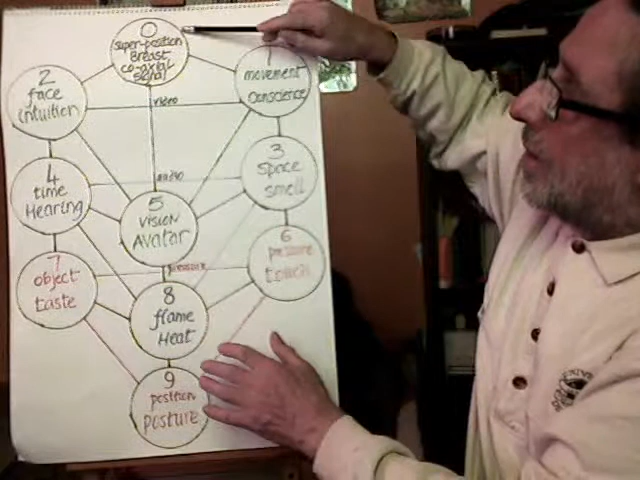 0
super-position
Breast
co-axial
signal
1
movement
conscience
2
face
intuition
video
3
space
smell
4
time
Hearing
audio
5
vision
Avatar
6
pressure
touch
7
object
taste
pressure
8
flame
Heat
9
position
posture